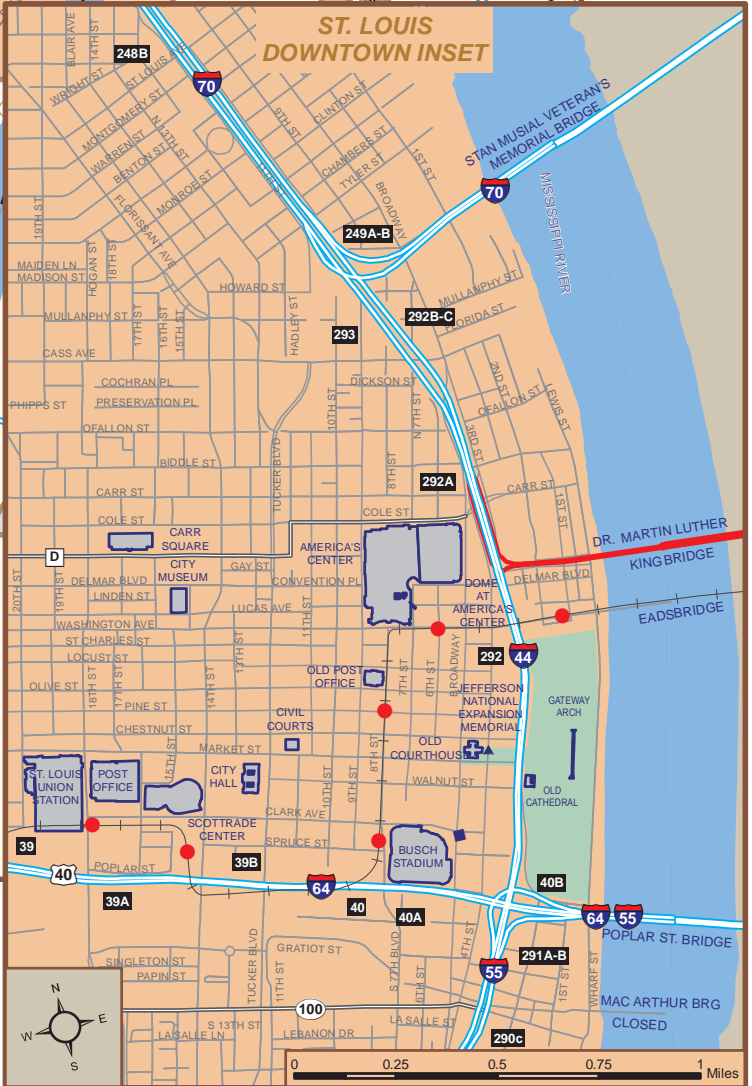 ST. LOUIS
DOWNTOWN INSET
BLAIR AVE
14TH ST
248B
WRIGHT ST
ST LOUIS AVE
70
MONTGOMERY ST
N 13TH ST
WARREN ST
BENTON ST
MONROE ST
FLORISSANT AVE
9TH ST
CLINTON ST
CHAMBERS ST
TYLER ST
1ST ST
BROADWAY
11TH ST
STAN MUSIAL VETERAN'S
MEMORIAL BRIDGE
70
MISSISSIPPI RIVER
19TH ST
HOGAN ST
18TH ST
249A-B
MAIDEN LN
MADISON ST
HOWARD ST
MULLANPHY ST
MULLANPHY ST
FLORIDA ST
292B-C
17TH ST
16TH ST
15TH ST
HADLEY ST
293
CASS AVE
COCHRAN PL
PRESERVATION PL
PHIPPS ST
DICKSON ST
10TH ST
N 7TH ST
2ND ST
OFALLON ST
LEWIS ST
OFALLON ST
3RD ST
BIDDLE ST
TUCKER BLVD
8TH ST
292A
CARR ST
CARR ST
1ST ST
COLE ST
COLE ST
CARR
SQUARE
AMERICA'S
CENTER
DR. MARTIN LUTHER
KING BRIDGE
D
CITY
MUSEUM
GAY ST
CONVENTION PL
DELMAR BLVD
DELMAR BLVD
20TH ST
19TH ST
LINDEN ST
LUCAS AVE
11TH ST
DOME
AT
AMERICA'S
CENTER
EADSBRIDGE
WASHINGTON AVE
ST CHARLES ST
LOCUST ST
13TH ST
292
44
OLD POST
OFFICE
7TH ST
6TH ST
BROADWAY
OLIVE ST
18TH ST
17TH ST
14TH ST
PINE ST
JEFFERSON
NATIONAL
EXPANSION
MEMORIAL
GATEWAY
ARCH
CIVIL
COURTS
CHESTNUT ST
15TH ST
MARKET ST
8TH ST
OLD
COURTHOUSE
ST. LOUIS
UNION
STATION
POST
OFFICE
CITY
HALL
10TH ST
9TH ST
WALNUT ST
OLD
CATHEDRAL
SCOTTRADE
CENTER
CLARK AVE
SPRUCE ST
BUSCH
STADIUM
39
39B
POPLAR ST
40
39A
64
40
40A
40B
64
55
POPLAR ST. BRIDGE
4TH ST
GRATIOT ST
TUCKER BLVD
S 7TH BLVD
291A-B
SINGLETON ST
PAPIN ST
11TH ST
6TH ST
55
1ST ST
WHARF ST
MAC ARTHUR BRG
CLOSED
100
S 13TH ST
LASALLE LN
LEBANON DR
LA SALLE ST
290c
N
W
E
S
0
0.25
0.5
0.75
1
Miles